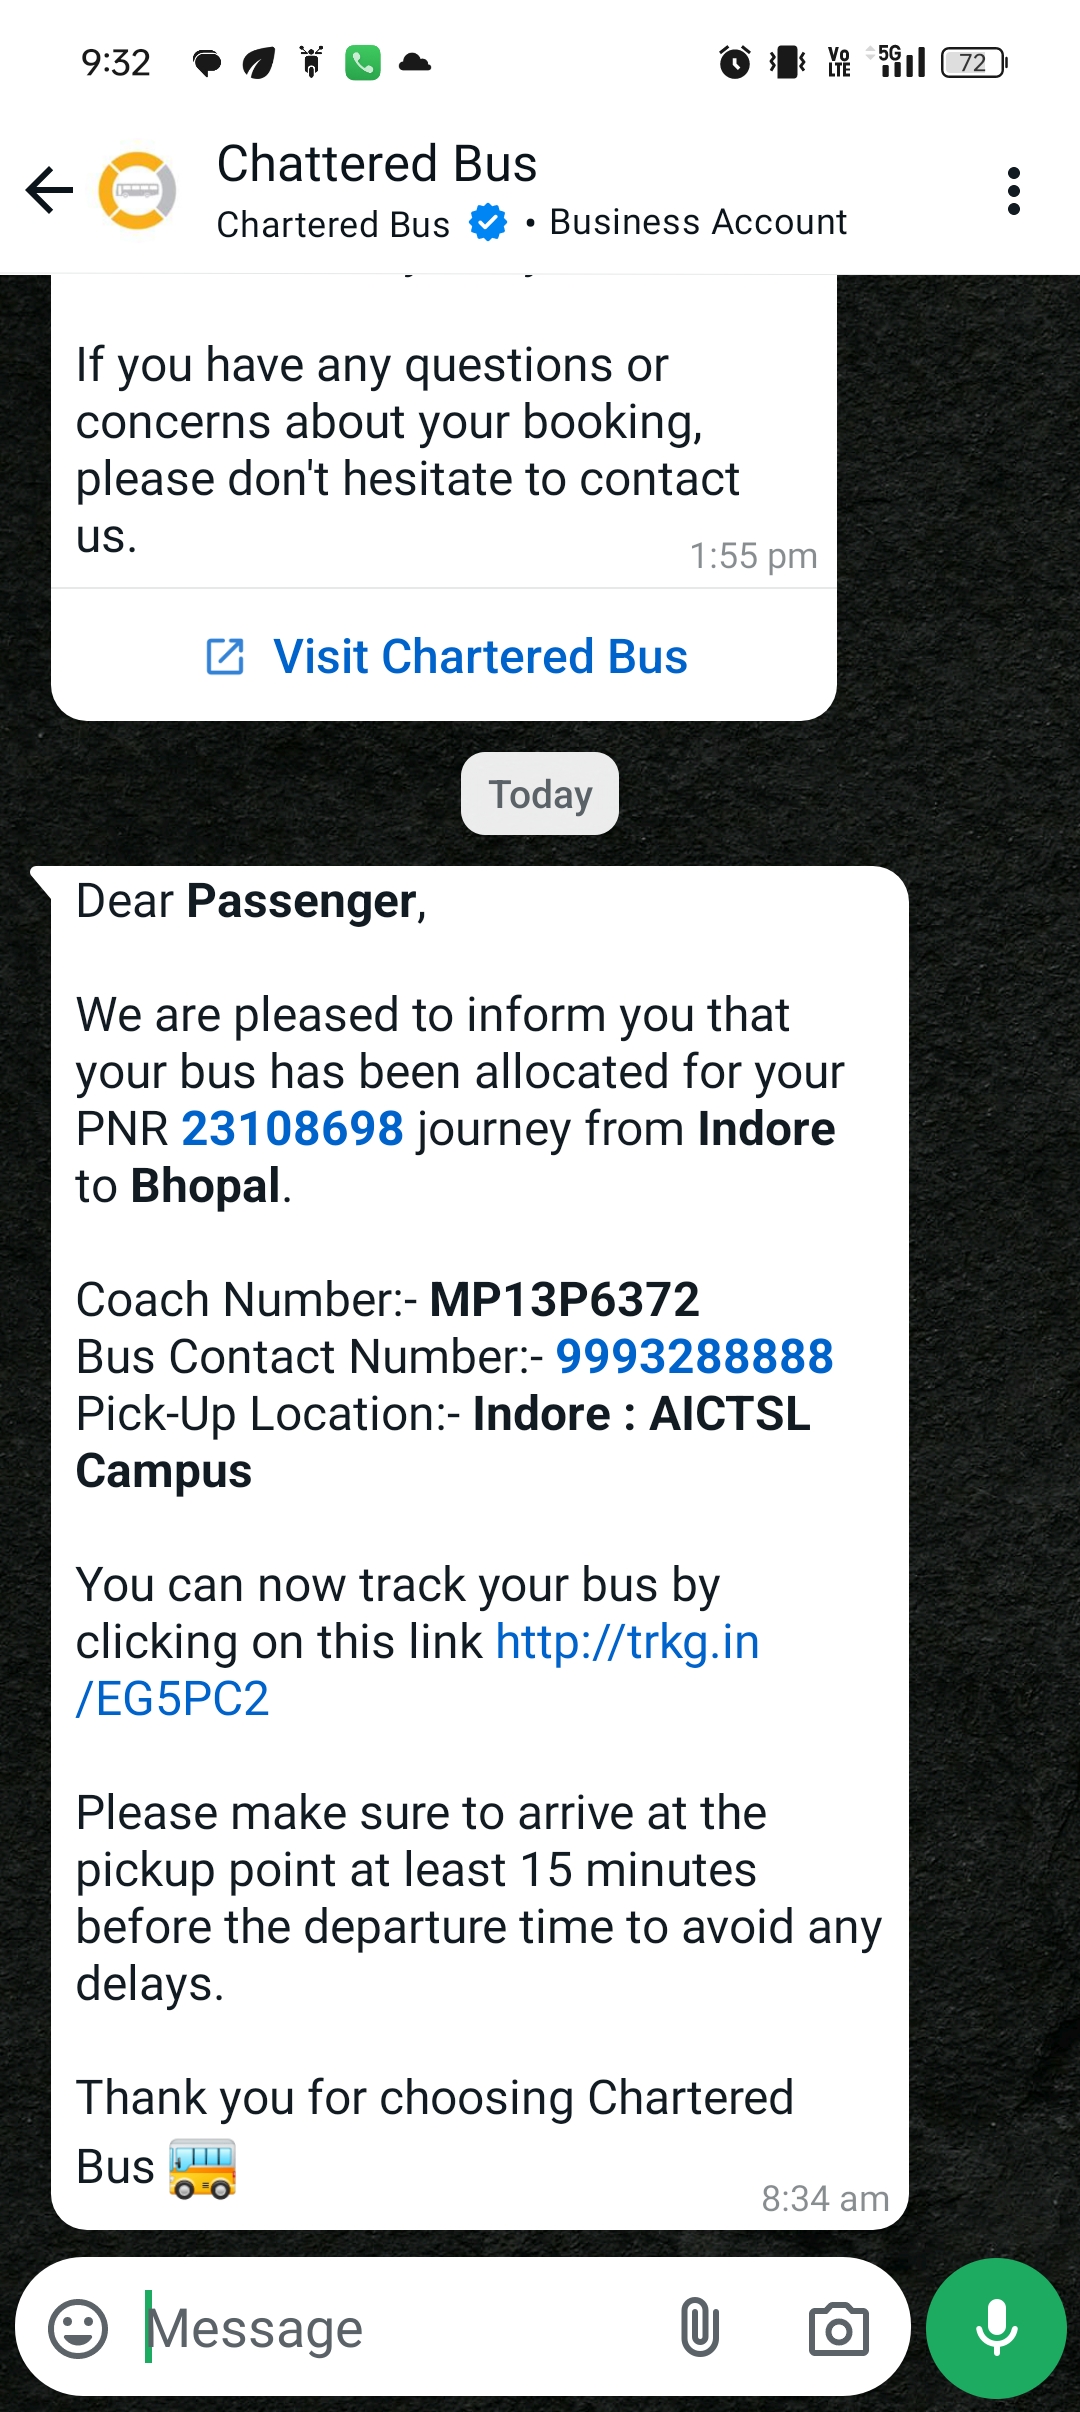 9:32
Vo LTE 5G 72
Chattered Bus
Chartered Bus • Business Account
If you have any questions or
concerns about your booking,
please don't hesitate to contact
us.
1:55 pm
Visit Chartered Bus
Today
Dear Passenger,
We are pleased to inform you that
your bus has been allocated for your
PNR 23108698 journey from Indore
to Bhopal.
Coach Number:- MP13P6372
Bus Contact Number:- 9993288888
Pick-Up Location:- Indore : AICTSL
Campus
You can now track your bus by
clicking on this link http://trkg.in
/EG5PC2
Please make sure to arrive at the
pickup point at least 15 minutes
before the departure time to avoid any
delays.
Thank you for choosing Chartered
Bus 🚌
8:34 am
Message